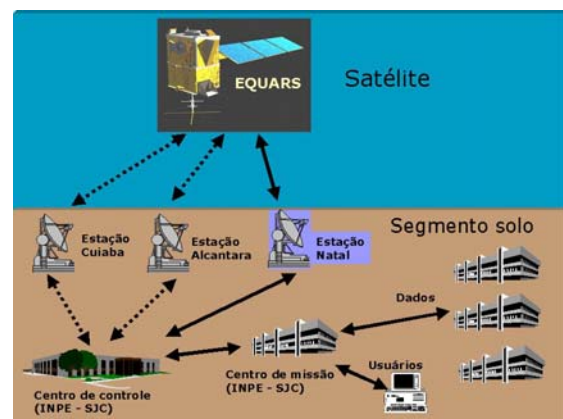 EQUARS
Satélite
Estação
Cuiaba
Estação
Alcantara
Estação
Natal
Segmento solo
Dados
Centro de controle
(INPE - SJC)
Centro de missão
(INPE - SJC)
Usuários